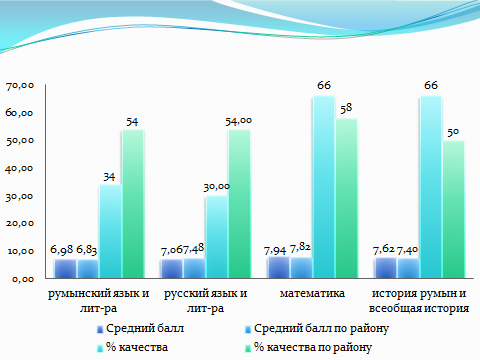 70,00
60,00
50,00
40,00
30,00
20,00
10,00
0,00
6,98 6,83 34 54
7,06 7,48 30,00 54,00
7,94 7,82 66 58
7,62 7,40 66 50
румынский язык и
лит-ра
русский язык и
лит-ра
математика
история румын и
всеобщая история
Средний балл
Средний балл по району
% качества
% качества по району